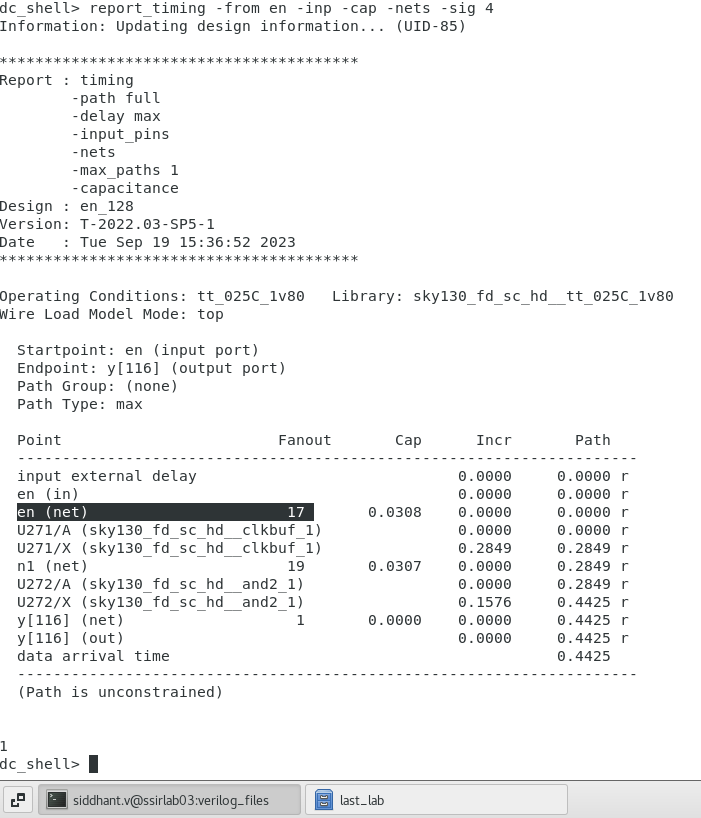 dc_shell> report_timing -from en -inp -cap -nets -sig 4
Information: Updating design information... (UID-85)
****************************************
Report : timing
        -path full
        -delay max
        -input_pins
        -nets
        -max_paths 1
        -capacitance
Design : en_128
Version: T-2022.03-SP5-1
Date   : Tue Sep 19 15:36:52 2023
****************************************
Operating Conditions: tt_025C_1v80   Library: sky130_fd_sc_hd__tt_025C_1v80
Wire Load Model Mode: top
  Startpoint: en (input port)
  Endpoint: y[116] (output port)
  Path Group: (none)
  Path Type: max
  Point                        Fanout       Cap      Incr       Path
  ---------------------------------------------------------------------
  input external delay                             0.0000     0.0000 r
  en (in)                                          0.0000     0.0000 r
  en (net)                      17       0.0308    0.0000     0.0000 r
  U271/A (sky130_fd_sc_hd__clkbuf_1)               0.0000     0.0000 r
  U271/X (sky130_fd_sc_hd__clkbuf_1)               0.2849     0.2849 r
  n1 (net)                      19       0.0307    0.0000     0.2849 r
  U272/A (sky130_fd_sc_hd__and2_1)                 0.0000     0.2849 r
  U272/X (sky130_fd_sc_hd__and2_1)                 0.1576     0.4425 r
  y[116] (net)                   1       0.0000    0.0000     0.4425 r
  y[116] (out)                                     0.0000     0.4425 r
  data arrival time                                           0.4425
  ---------------------------------------------------------------------
  (Path is unconstrained)
1
dc_shell>
siddhant.v@ssirlab03:verilog_files
last_lab